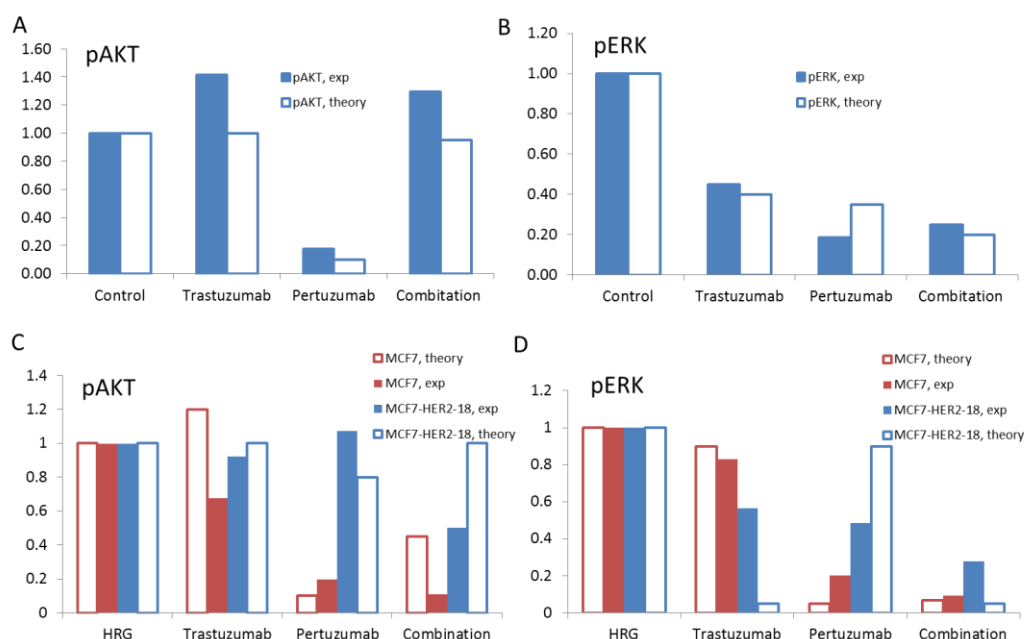 A
pAKT
1.60
1.40
1.20
1.00
0.80
0.60
0.40
0.20
0.00
pAKT, exp
pAKT, theory
Control
Trastuzumab
Pertuzumab
Combitation
B
pERK
1.20
1.00
0.80
0.60
0.40
0.20
0.00
pERK, exp
pERK, theory
Control
Trastuzumab
Pertuzumab
Combitation
C
pAKT
1.4
1.2
1
0.8
0.6
0.4
0.2
0
MCF7, theory
MCF7, exp
MCF7-HER2-18, exp
MCF7-HER2-18, theory
HRG
Trastuzumab
Pertuzumab
Combination
D
pERK
1.2
1
0.8
0.6
0.4
0.2
0
MCF7, theory
MCF7, exp
MCF7-HER2-18, exp
MCF7-HER2-18, theory
HRG
Trastuzumab
Pertuzumab
Combination